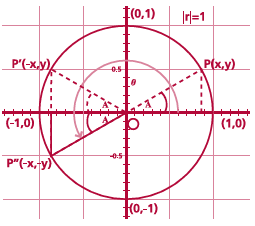 (0,1)
|r|=1
P'(-x,y)
0.5
P(x,y)
θ
A
A
A
(-1,0)
O
(1,0)
P"(-x,-y)
-0.5
(0,-1)